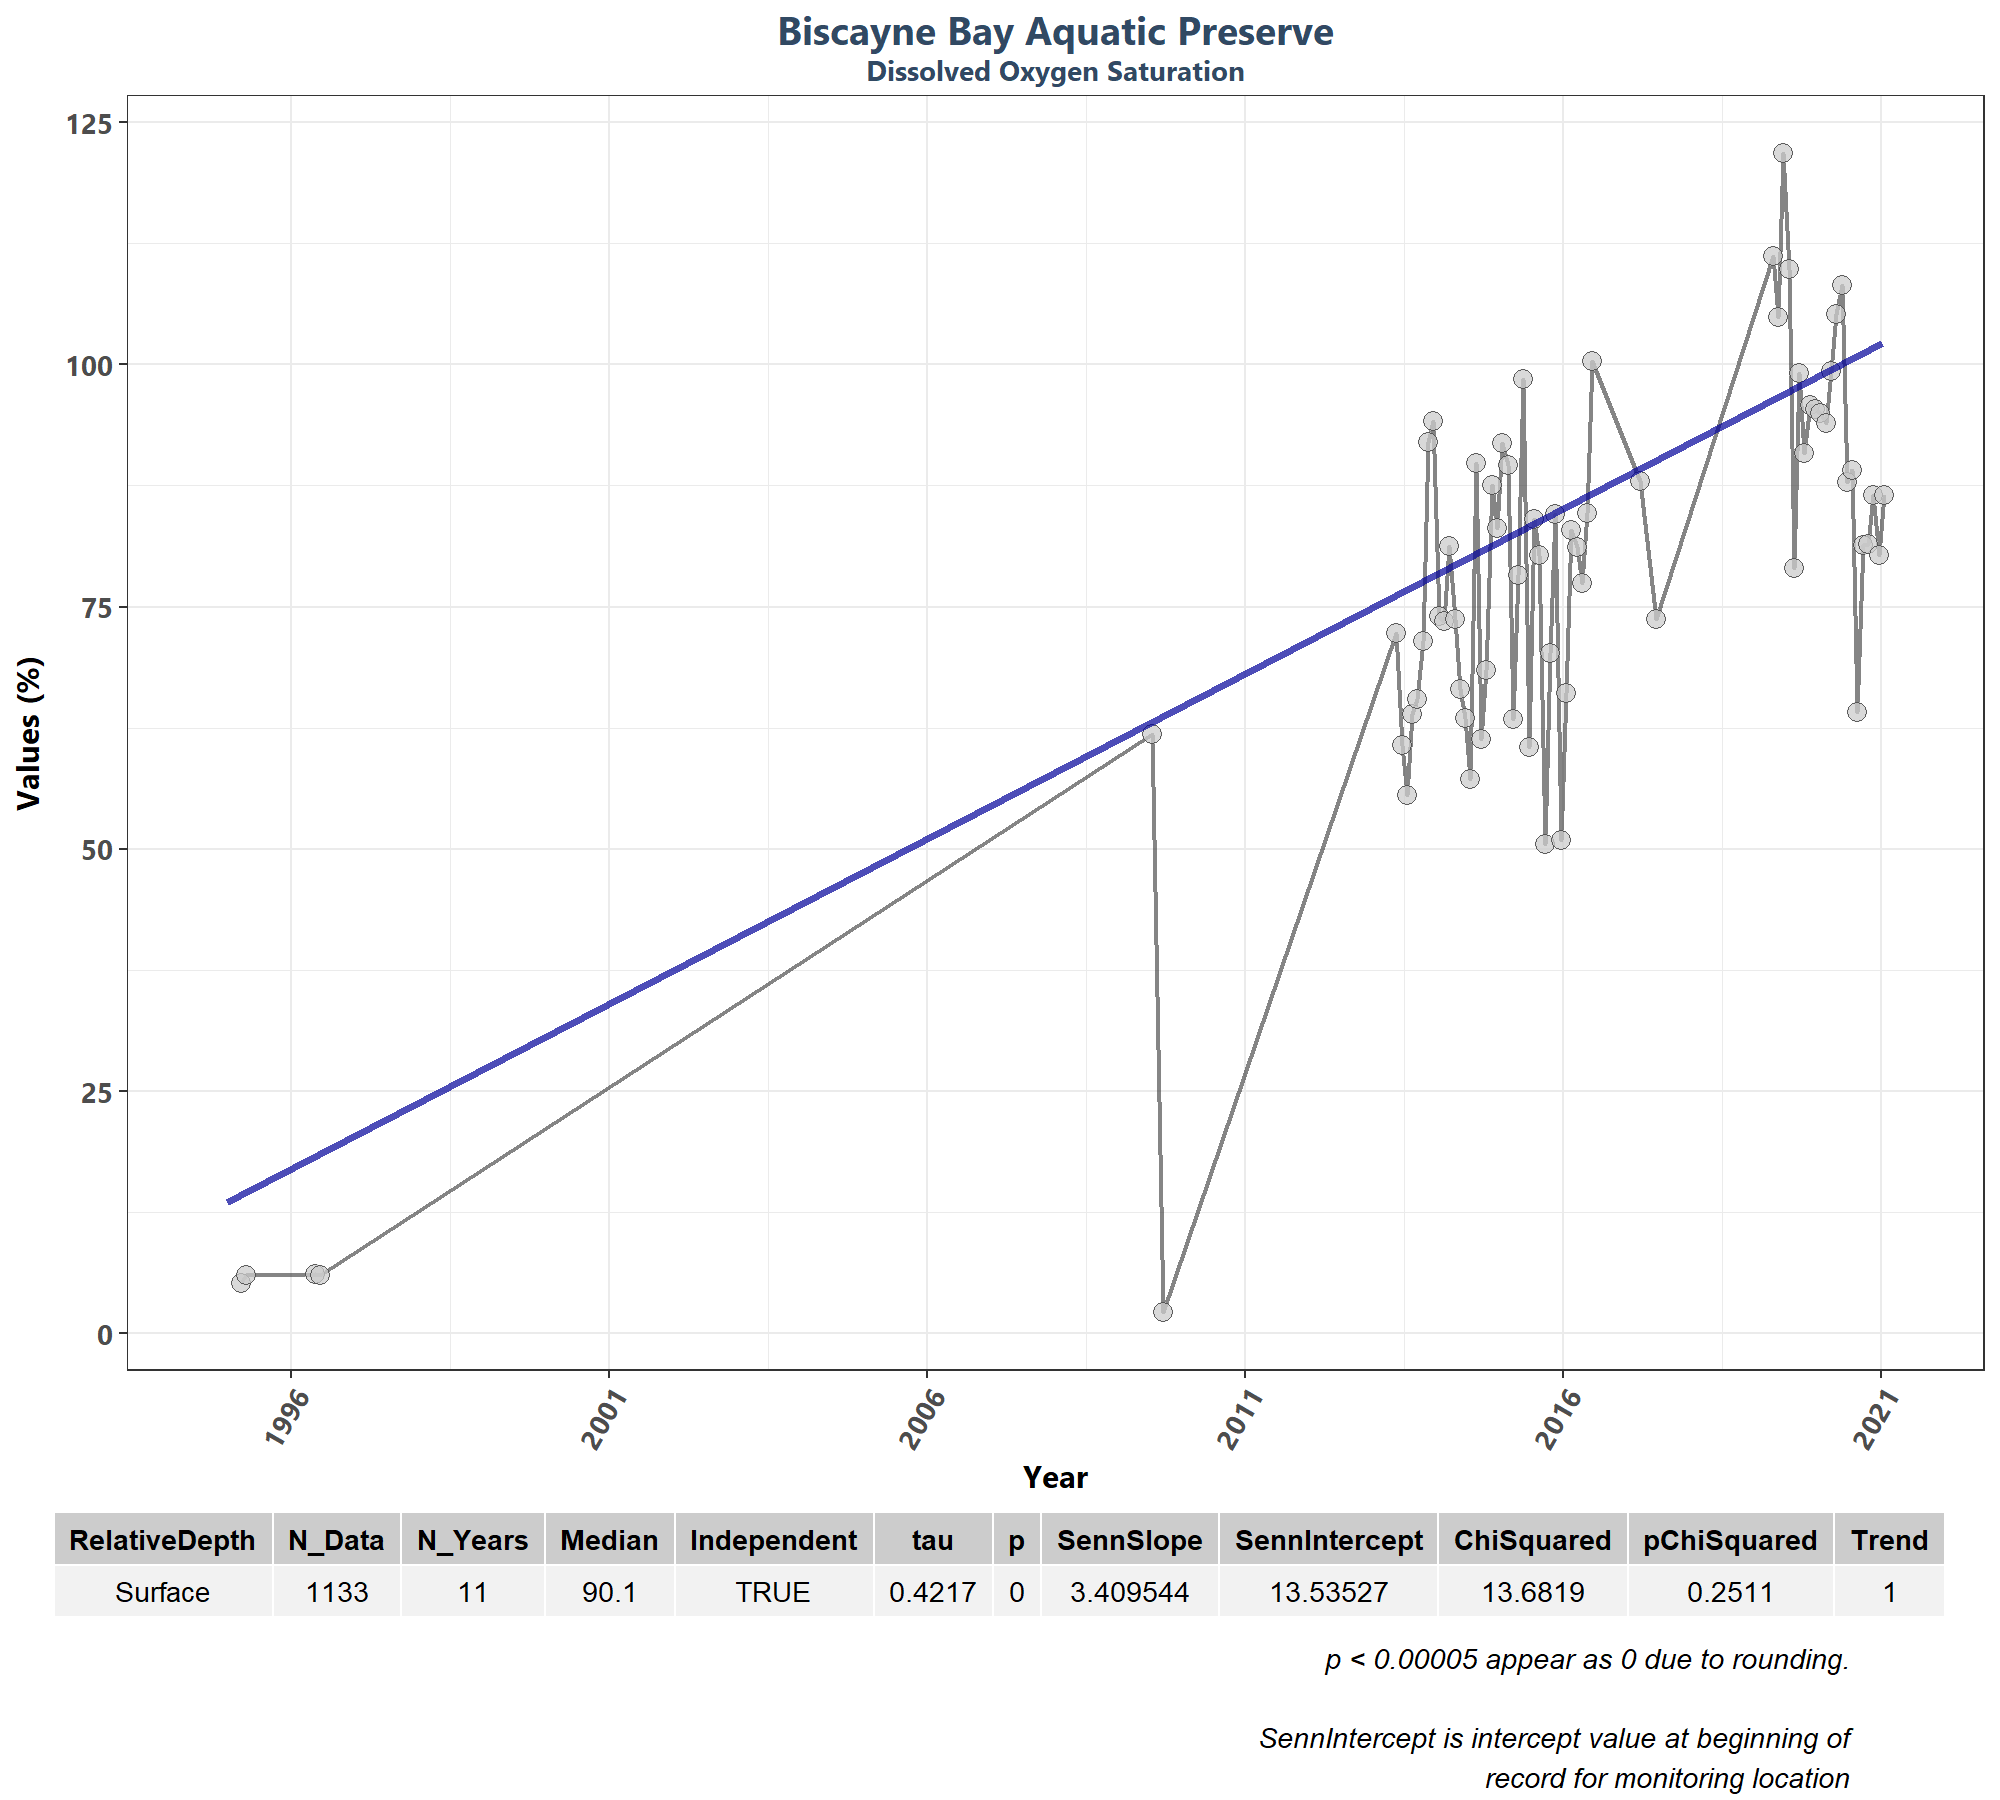 Biscayne Bay Aquatic Preserve
Dissolved Oxygen Saturation
125
100
75
50
25
0
Values (%)
1996 2001 2006 2011 2016 2021
Year
RelativeDepth N_Data N_Years Median Independent tau p SennSlope SennIntercept ChiSquared pChiSquared Trend
Surface 1133 11 90.1 TRUE 0.4217 0 3.409544 13.53527 13.6819 0.2511 1
p < 0.00005 appear as 0 due to rounding.
SennIntercept is intercept value at beginning of
record for monitoring location